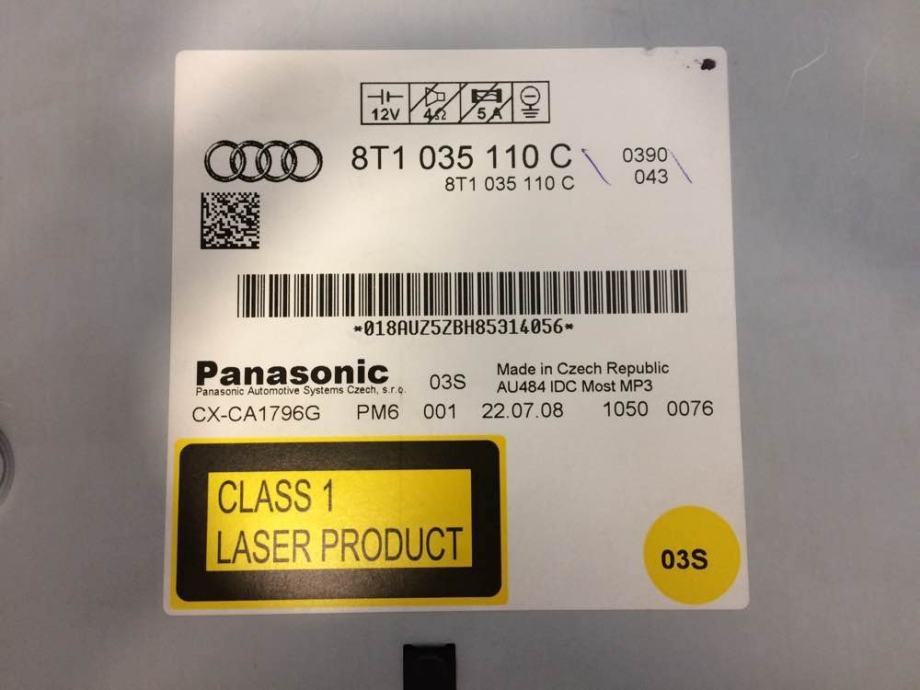 12V 4Ω 5A
8T1 035 110 C 0390
8T1 035 110 C 043
*018AUZ5ZBH85314056*
Panasonic 03S Made in Czech Republic
Panasonic Automotive Systems Czech, s.r.o. AU484 IDC Most MP3
CX-CA1796G PM6 001 22.07.08 1050 0076
CLASS 1
LASER PRODUCT
03S